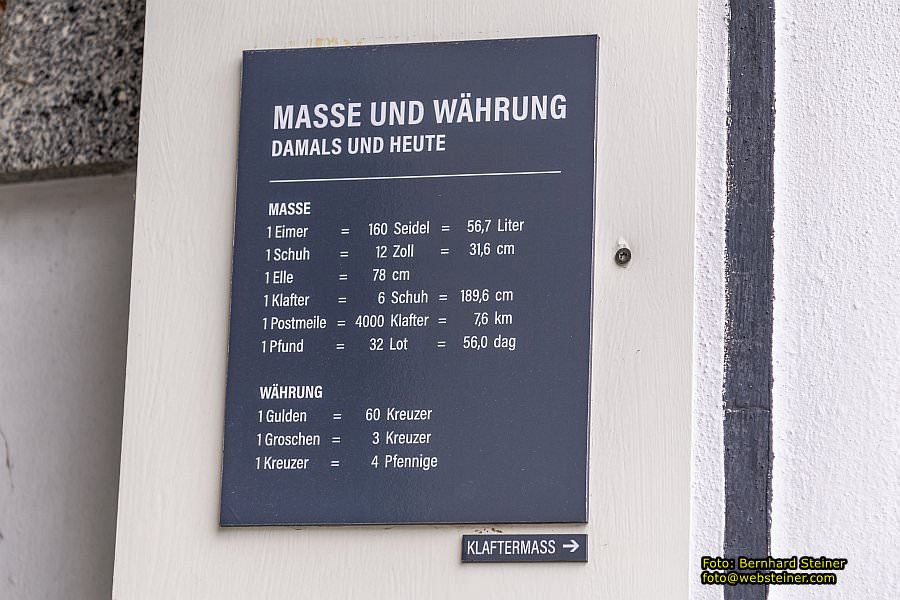 MASSE UND WÄHRUNG
DAMALS UND HEUTE
MASSE
1 Eimer = 160 Seidel = 56,7 Liter
1 Schuh = 12 Zoll = 31,6 cm
1 Elle = 78 cm
1 Klafter = 6 Schuh = 189,6 cm
1 Postmeile = 4000 Klafter = 7,6 km
1 Pfund = 32 Lot = 56,0 dag
WÄHRUNG
1 Gulden = 60 Kreuzer
1 Groschen = 3 Kreuzer
1 Kreuzer = 4 Pfennige
KLAFTERMASS →
Foto: Bernhard Steiner
foto@websteiner.com